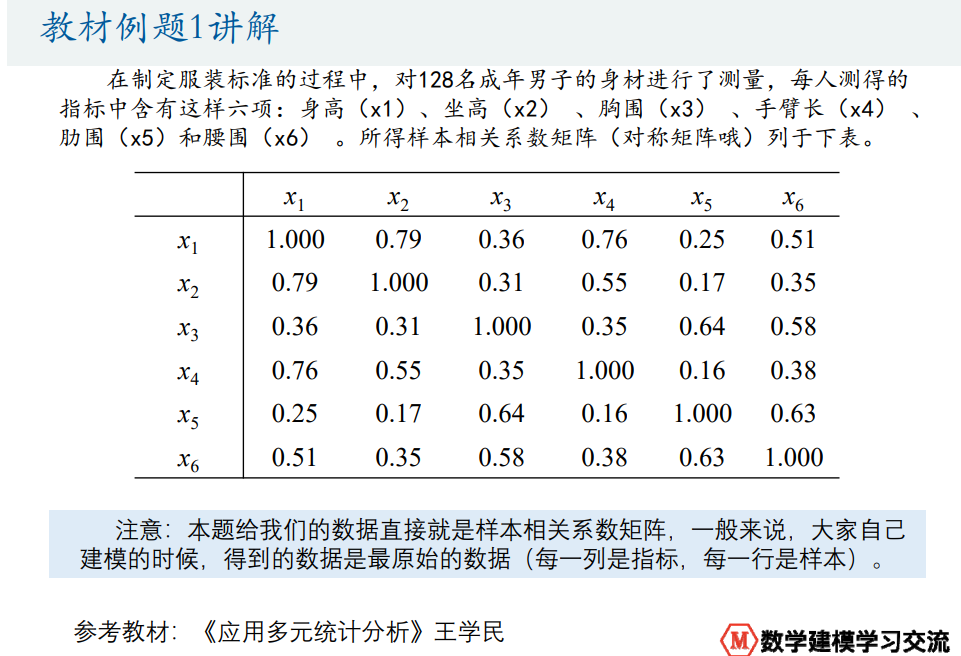 教材例题1讲解
在制定服装标准的过程中，对128名成年男子的身材进行了测量，每人测得的
指标中含有这样六项：身高（x1）、坐高（x2） 、胸围（x3） 、手臂长（x4） 、
肋围（x5）和腰围（x6） 。所得样本相关系数矩阵（对称矩阵哦）列于下表。
x1 x2 x3 x4 x5 x6
x1 1.000 0.79 0.36 0.76 0.25 0.51
x2 0.79 1.000 0.31 0.55 0.17 0.35
x3 0.36 0.31 1.000 0.35 0.64 0.58
x4 0.76 0.55 0.35 1.000 0.16 0.38
x5 0.25 0.17 0.64 0.16 1.000 0.63
x6 0.51 0.35 0.58 0.38 0.63 1.000
注意：本题给我们的数据直接就是样本相关系数矩阵，一般来说，大家自己
建模的时候，得到的数据是最原始的数据（每一列是指标，每一行是样本）。
参考教材：《应用多元统计分析》王学民
M 数学建模学习交流